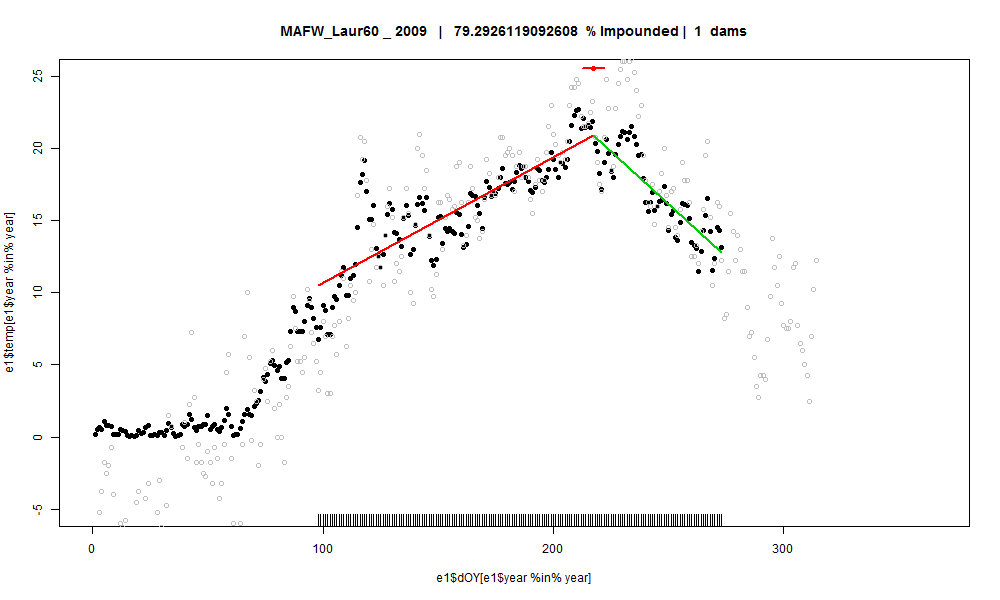 MAFW_Laur60 _ 2009 | 79.2926119092608 % Impounded | 1 dams
e1$temp[e1$year %in% year]
25
20
15
10
5
0
-5
0 100 200 300
e1$dOY[e1$year %in% year]